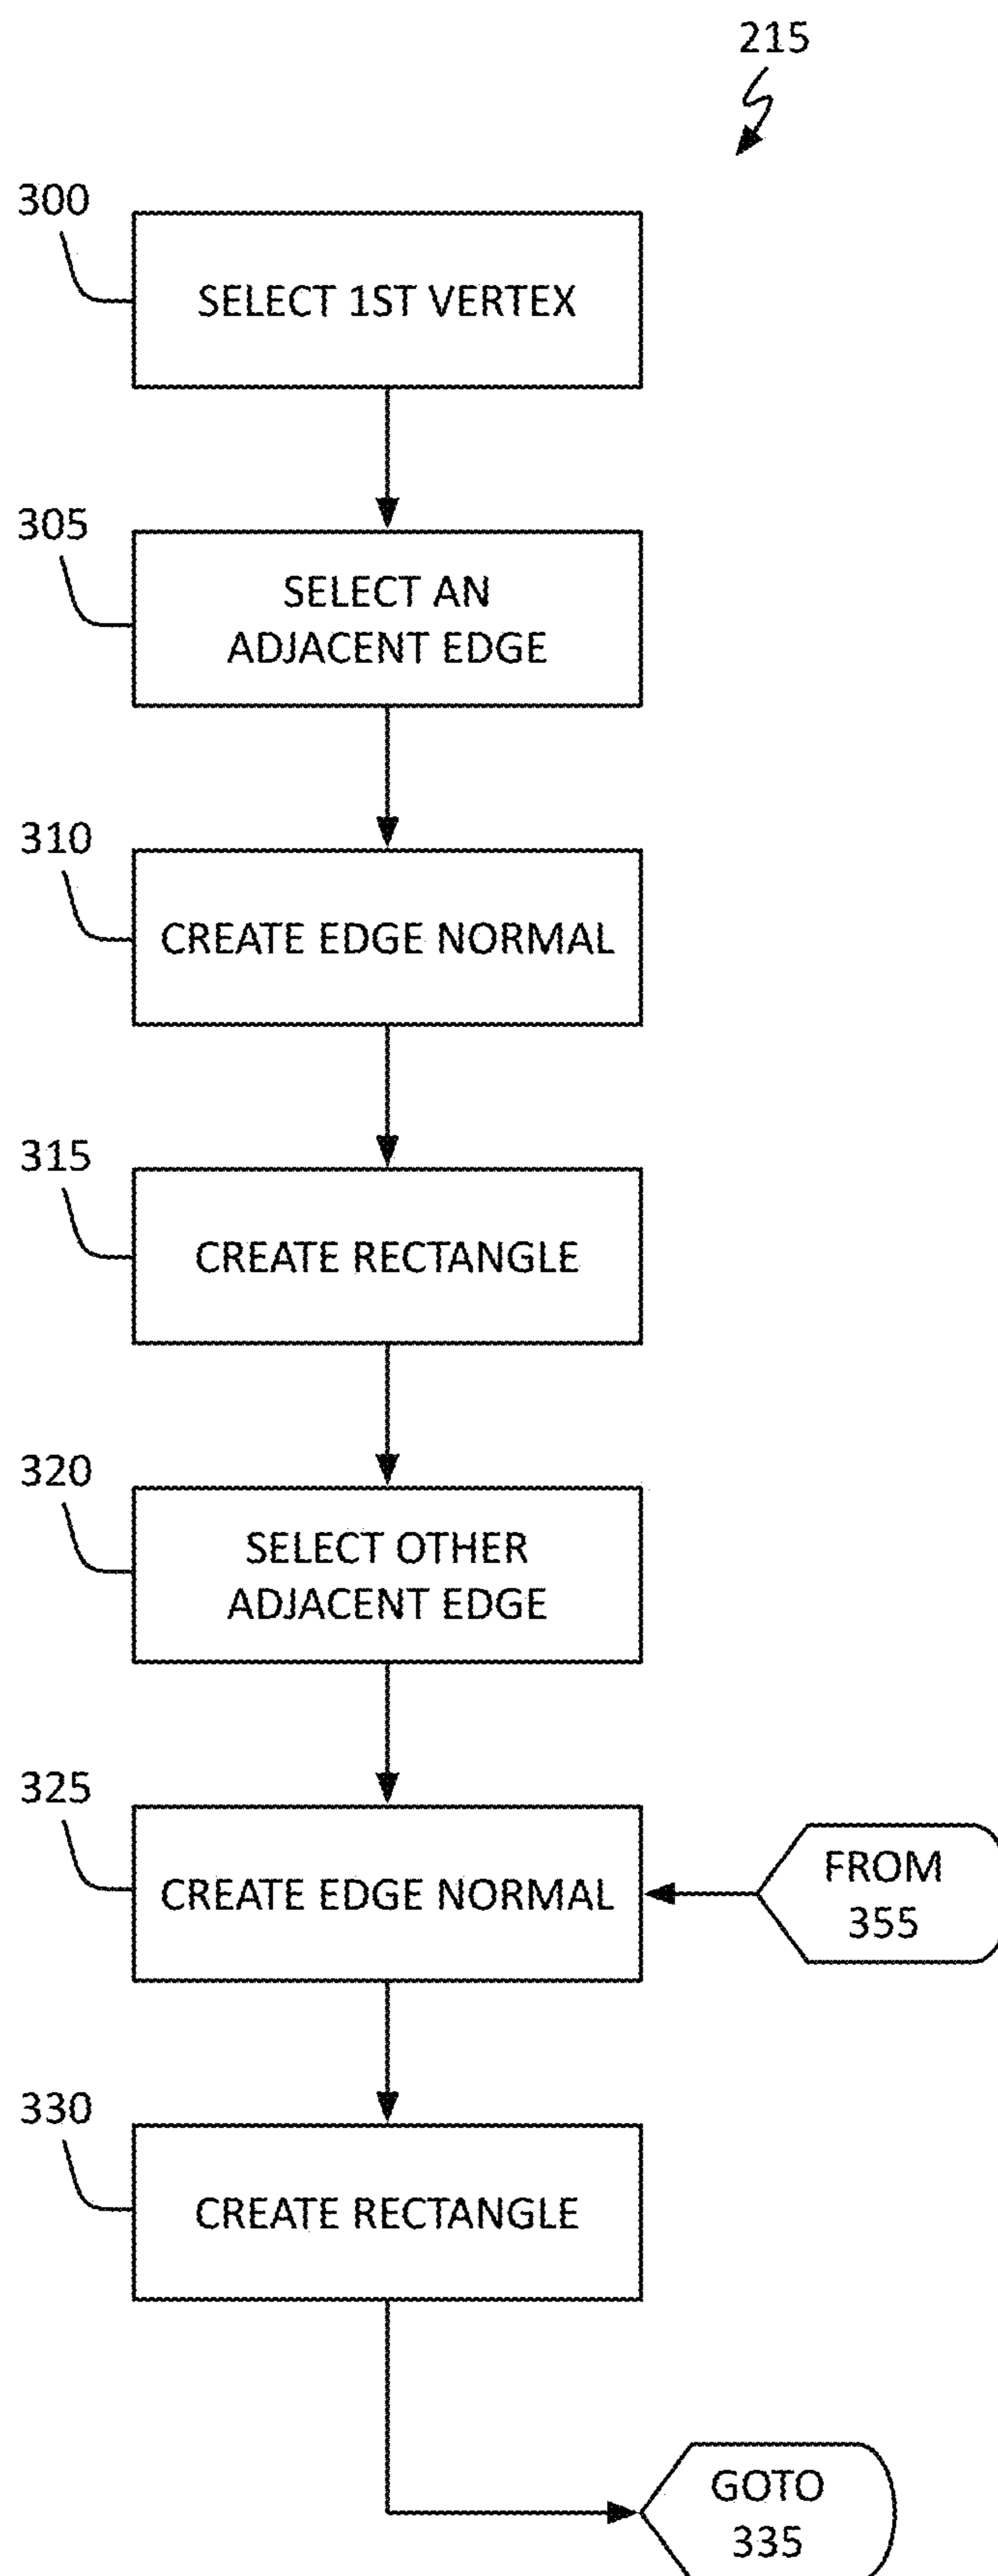 215
300
SELECT 1ST VERTEX
305
SELECT AN
ADJACENT EDGE
310
CREATE EDGE NORMAL
315
CREATE RECTANGLE
320
SELECT OTHER
ADJACENT EDGE
325
CREATE EDGE NORMAL
FROM
355
330
CREATE RECTANGLE
GOTO
335